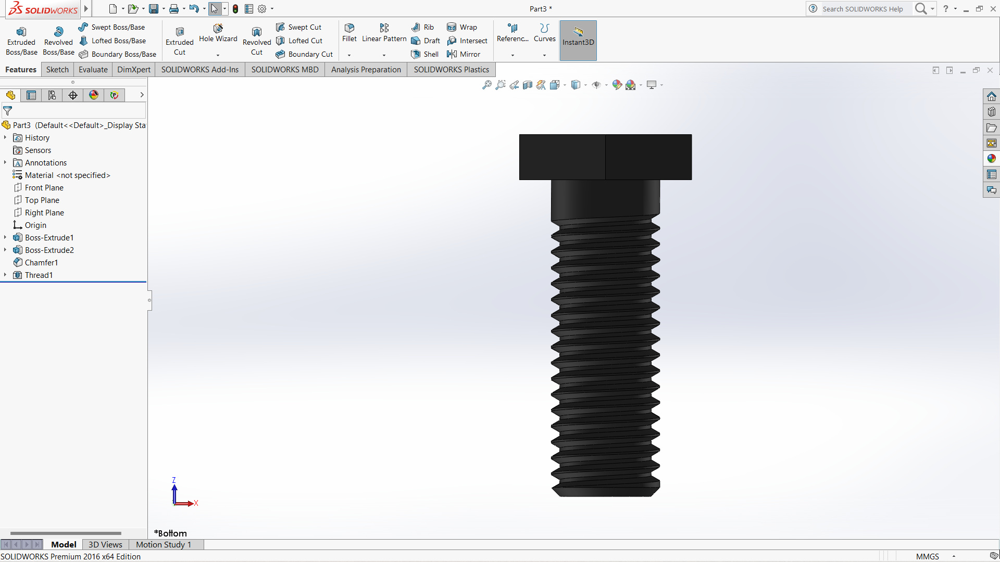 SOLIDWORKS
Part3 *
Search SOLIDWORKS Help
?
Extruded Boss/Base
Revolved Boss/Base
Swept Boss/Base
Lofted Boss/Base
Boundary Boss/Base
Extruded Cut
Hole Wizard
Revolved Cut
Swept Cut
Lofted Cut
Boundary Cut
Fillet
Linear Pattern
Rib
Draft
Shell
Wrap
Intersect
Mirror
Referenc...
Curves
Instant3D
Features
Sketch
Evaluate
DimXpert
SOLIDWORKS Add-Ins
SOLIDWORKS MBD
Analysis Preparation
SOLIDWORKS Plastics
Part3 (Default<<Default>_Display Sta
History
Sensors
Annotations
Material <not specified>
Front Plane
Top Plane
Right Plane
Origin
Boss-Extrude1
Boss-Extrude2
Chamfer1
Thread1
Z
X
*Bottom
Model
3D Views
Motion Study 1
SOLIDWORKS Premium 2016 x64 Edition
MMGS